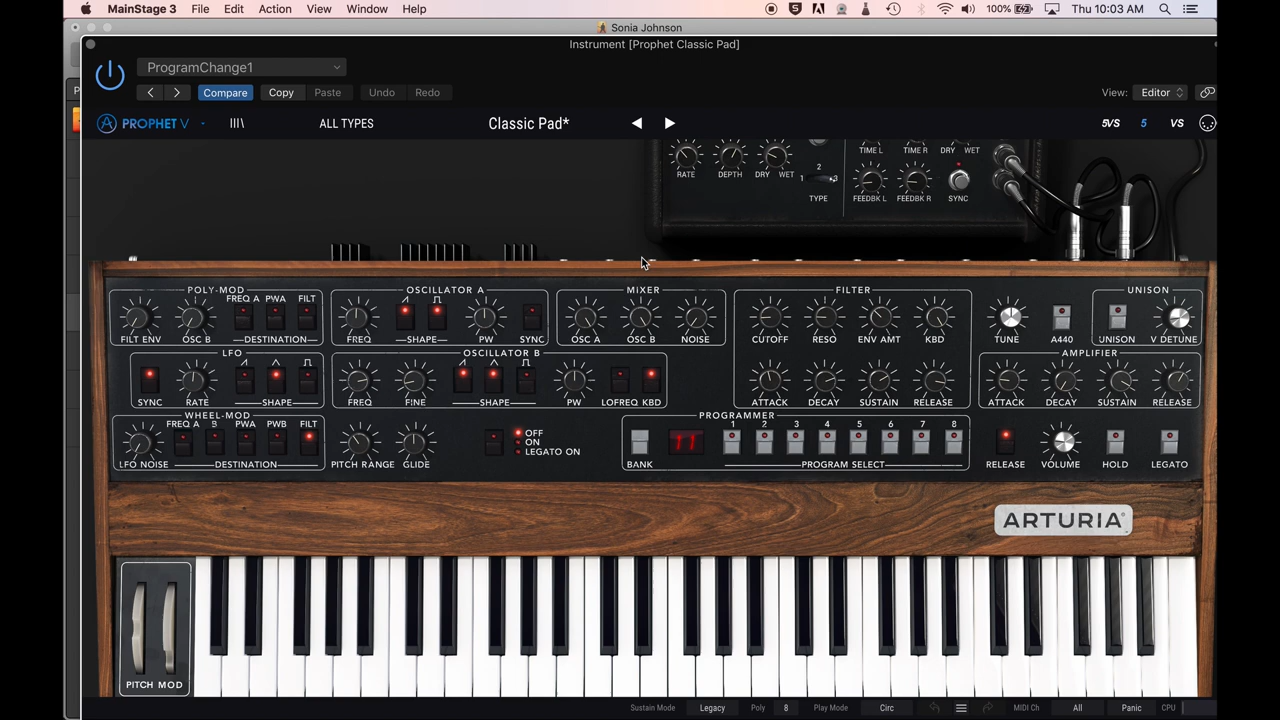 MainStage 3 File Edit Action View Window Help 100% Thu 10:03 AM
Sonia Johnson
Instrument [Prophet Classic Pad]
ProgramChange1
Compare Copy Paste Undo Redo View: Editor
PROPHET V ALL TYPES Classic Pad* 5VS 5 VS
TIME L TIME R DRY WET
RATE DEPTH DRY WET 1 2 3 TYPE FEEDBK L FEEDBK R SYNC
POLY-MOD OSCILLATOR A MIXER FILTER UNISON
FREQ A PWA FILT
FILT ENV OSC B DESTINATION FREQ SHAPE PW SYNC OSC A OSC B NOISE CUTOFF RESO ENV AMT KBD TUNE A440 UNISON V DETUNE
LFO OSCILLATOR B AMPLIFIER
SYNC RATE SHAPE FREQ FINE SHAPE PW LOFREQ KBD ATTACK DECAY SUSTAIN RELEASE ATTACK DECAY SUSTAIN RELEASE
WHEEL-MOD PROGRAMMER
FREQ A B PWA PWB FILT 1 2 3 4 5 6 7 8
OFF
ON
LEGATO ON
11
LFO NOISE DESTINATION PITCH RANGE GLIDE BANK PROGRAM SELECT RELEASE VOLUME HOLD LEGATO
ARTURIA
PITCH MOD
Sustain Mode Legacy Poly 8 Play Mode Circ MIDI Ch All Panic CPU